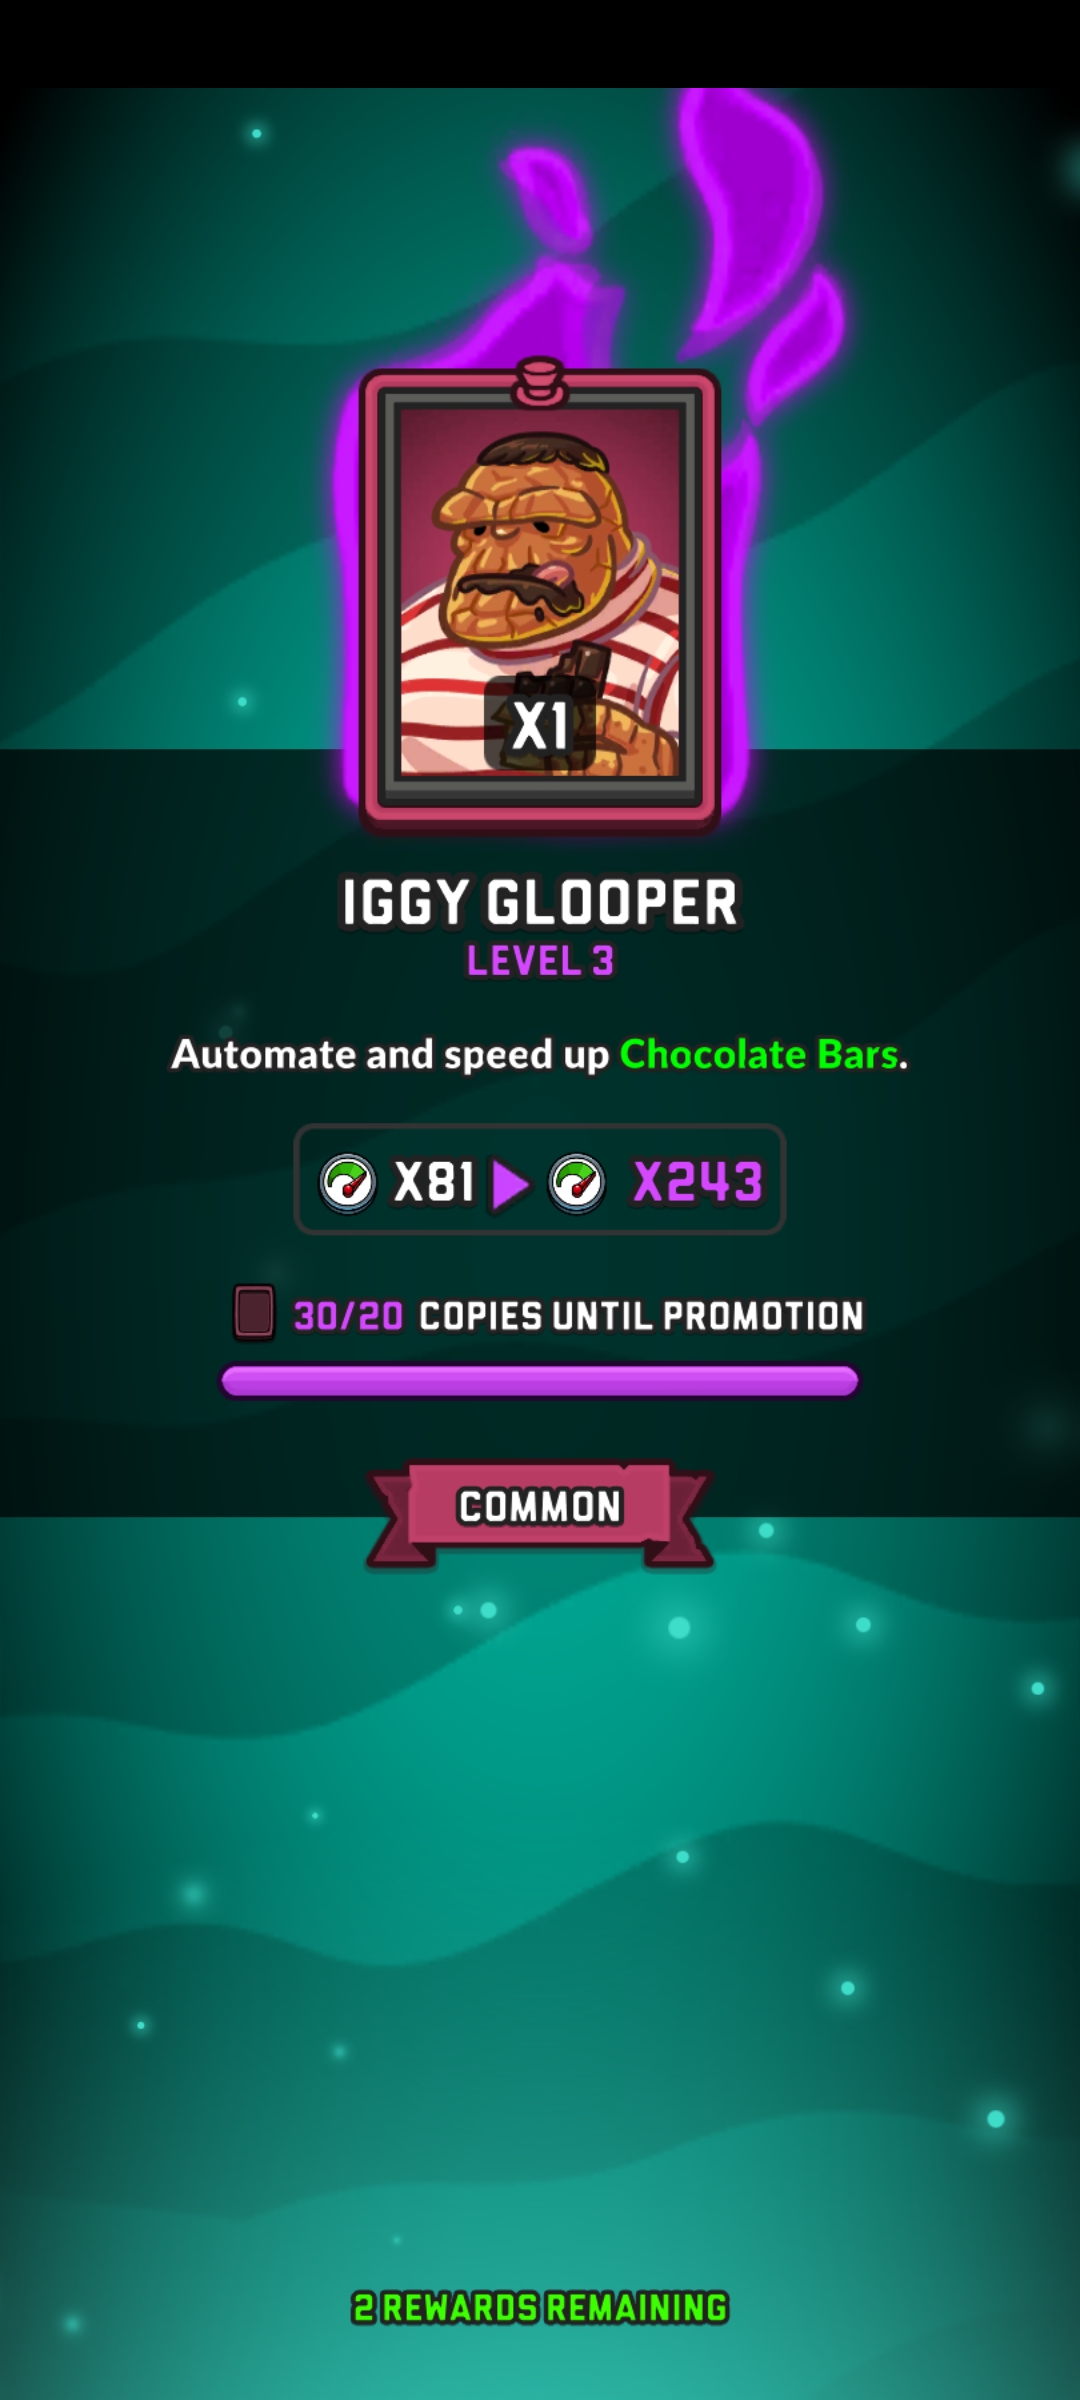 X1
IGGY GLOOPER
LEVEL 3
Automate and speed up Chocolate Bars.
X81 X243
30/20 COPIES UNTIL PROMOTION
COMMON
2 REWARDS REMAINING